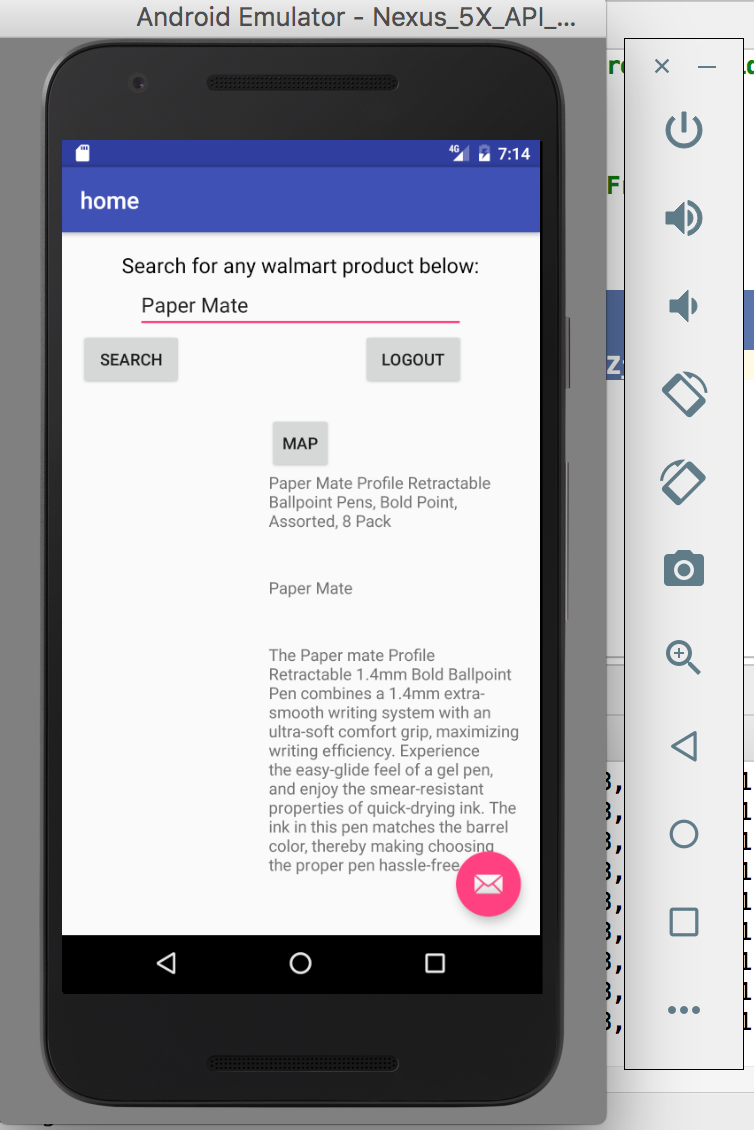 Android Emulator - Nexus_5X_API_...
4G 7:14
home
Search for any walmart product below:
Paper Mate
SEARCH
LOGOUT
MAP
Paper Mate Profile Retractable
Ballpoint Pens, Bold Point,
Assorted, 8 Pack
Paper Mate
The Paper mate Profile
Retractable 1.4mm Bold Ballpoint
Pen combines a 1.4mm extra-
smooth writing system with an
ultra-soft comfort grip, maximizing
writing efficiency. Experience
the easy-glide feel of a gel pen,
and enjoy the smear-resistant
properties of quick-drying ink. The
ink in this pen matches the barrel
color, thereby making choosing
the proper pen hassle-free